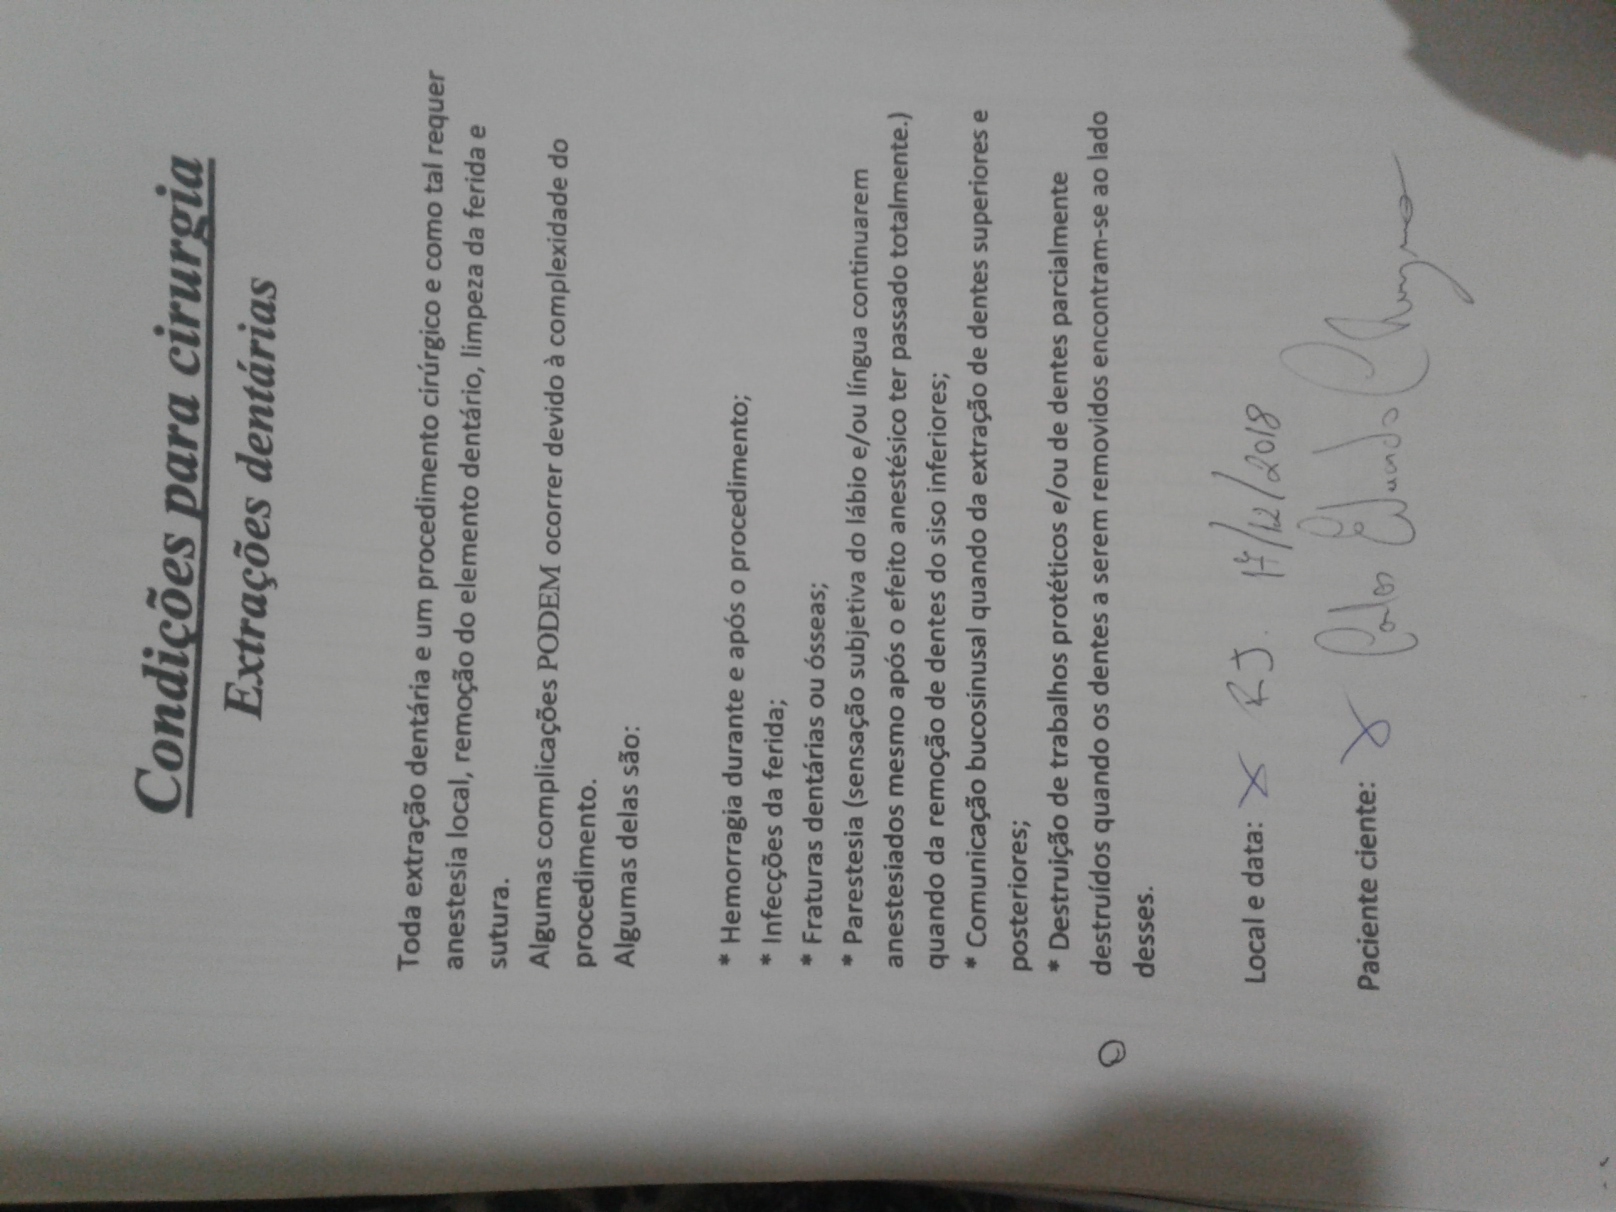 Condições para cirurgia
Extrações dentárias
Toda extração dentária e um procedimento cirúrgico e como tal requer
anestesia local, remoção do elemento dentário, limpeza da ferida e
sutura.
Algumas complicações PODEM ocorrer devido à complexidade do
procedimento.
Algumas delas são:
* Hemorragia durante e após o procedimento;
* Infecções da ferida;
* Fraturas dentárias ou ósseas;
* Parestesia (sensação subjetiva do lábio e/ou língua continuarem
anestesiados mesmo após o efeito anestésico ter passado totalmente.)
quando da remoção de dentes do siso inferiores;
* Comunicação bucosinusal quando da extração de dentes superiores e
posteriores;
* Destruição de trabalhos protéticos e/ou de dentes parcialmente
destruídos quando os dentes a serem removidos encontram-se ao lado
desses.
Local e data: x RJ. 17/12/2018
Paciente ciente: x Carlos Eduardo